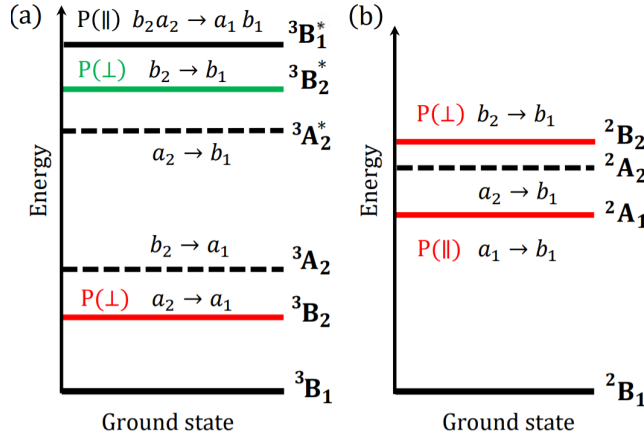 (a)
P(∥) b₂a₂ → a₁ b₁
³B₁*
P(⊥) b₂ → b₁
³B₂*
³A₂*
a₂ → b₁
b₂ → a₁
³A₂
P(⊥) a₂ → a₁
³B₂
³B₁
Energy
Ground state
(b)
P(⊥) b₂ → b₁
²B₂
²A₂
a₂ → b₁
²A₁
P(∥) a₁ → b₁
²B₁
Energy
Ground state